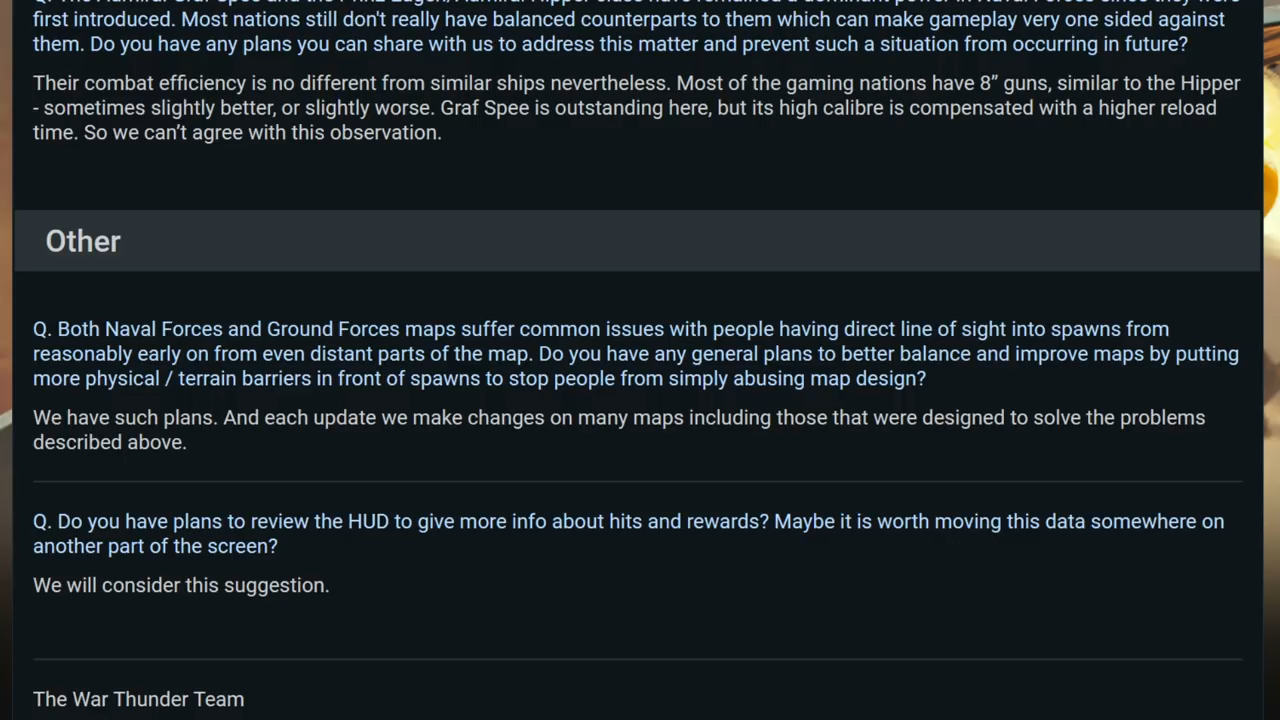 first introduced. Most nations still don't really have balanced counterparts to them which can make gameplay very one sided against
them. Do you have any plans you can share with us to address this matter and prevent such a situation from occurring in future?
Their combat efficiency is no different from similar ships nevertheless. Most of the gaming nations have 8” guns, similar to the Hipper
- sometimes slightly better, or slightly worse. Graf Spee is outstanding here, but its high calibre is compensated with a higher reload
time. So we can’t agree with this observation.
Other
Q. Both Naval Forces and Ground Forces maps suffer common issues with people having direct line of sight into spawns from
reasonably early on from even distant parts of the map. Do you have any general plans to better balance and improve maps by putting
more physical / terrain barriers in front of spawns to stop people from simply abusing map design?
We have such plans. And each update we make changes on many maps including those that were designed to solve the problems
described above.
Q. Do you have plans to review the HUD to give more info about hits and rewards? Maybe it is worth moving this data somewhere on
another part of the screen?
We will consider this suggestion.
The War Thunder Team